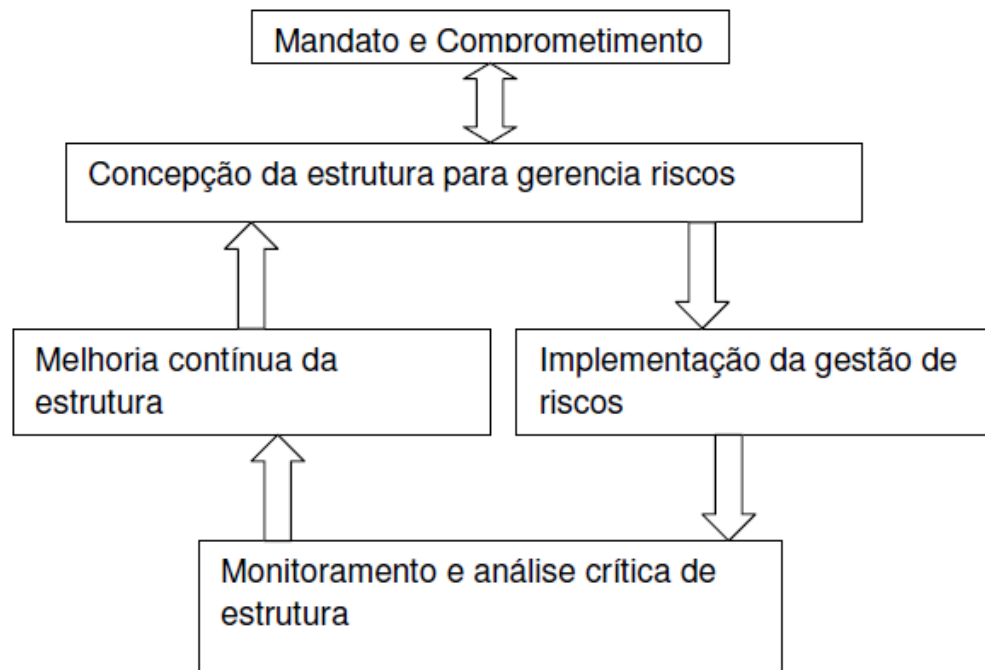 Mandato e Comprometimento
Concepção da estrutura para gerencia riscos
Melhoria contínua da
estrutura
Implementação da gestão de
riscos
Monitoramento e análise crítica de
estrutura